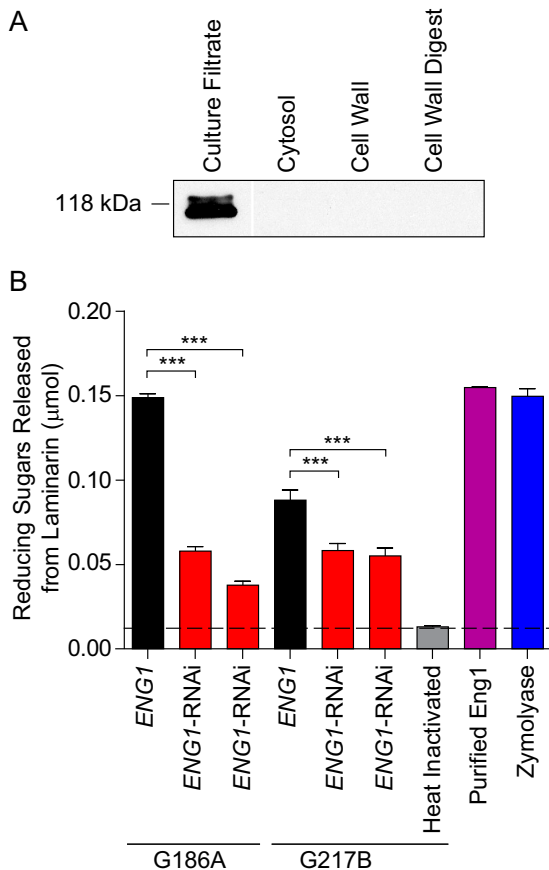 A
Culture Filtrate
Cytosol
Cell Wall
Cell Wall Digest
118 kDa
B
Reducing Sugars Released
from Laminarin (μmol)
0.20
0.15
0.10
0.05
0.00
***
***
***
***
ENG1
ENG1-RNAi
ENG1-RNAi
ENG1
ENG1-RNAi
ENG1-RNAi
Heat Inactivated
Purified Eng1
Zymolyase
G186A
G217B